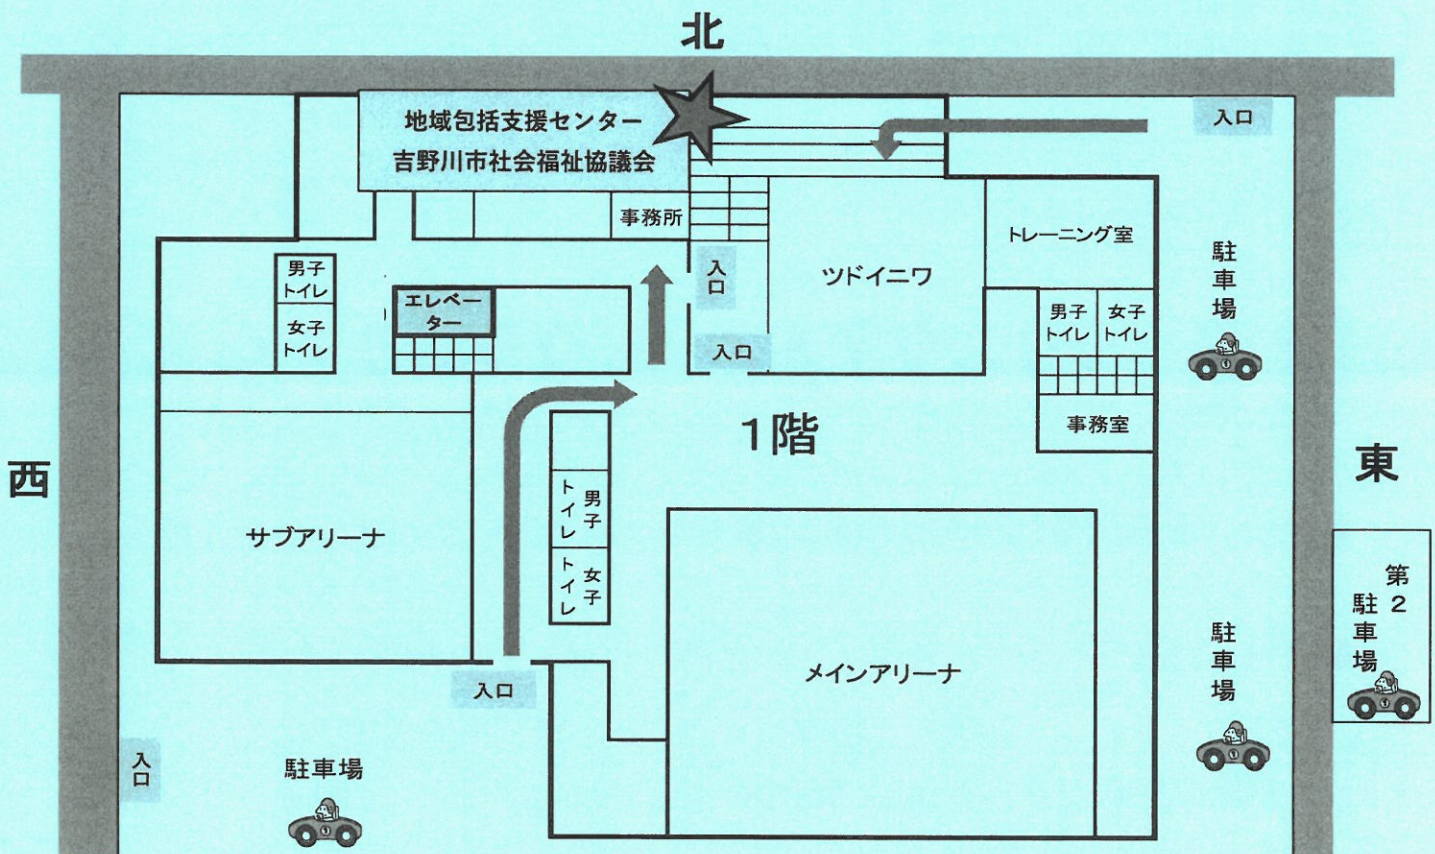 北
地域包括支援センター
吉野川市社会福祉協議会
入口
事務所
トレーニング室
ツドイニワ
駐車場
男子
トイレ
女子
トイレ
エレベー
ター
入口
入口
男子
トイレ
女子
トイレ
事務室
1階
西
東
サブアリーナ
男子
トイレ
女子
トイレ
メインアリーナ
第2
駐車場
駐車場
入口
入口
駐車場